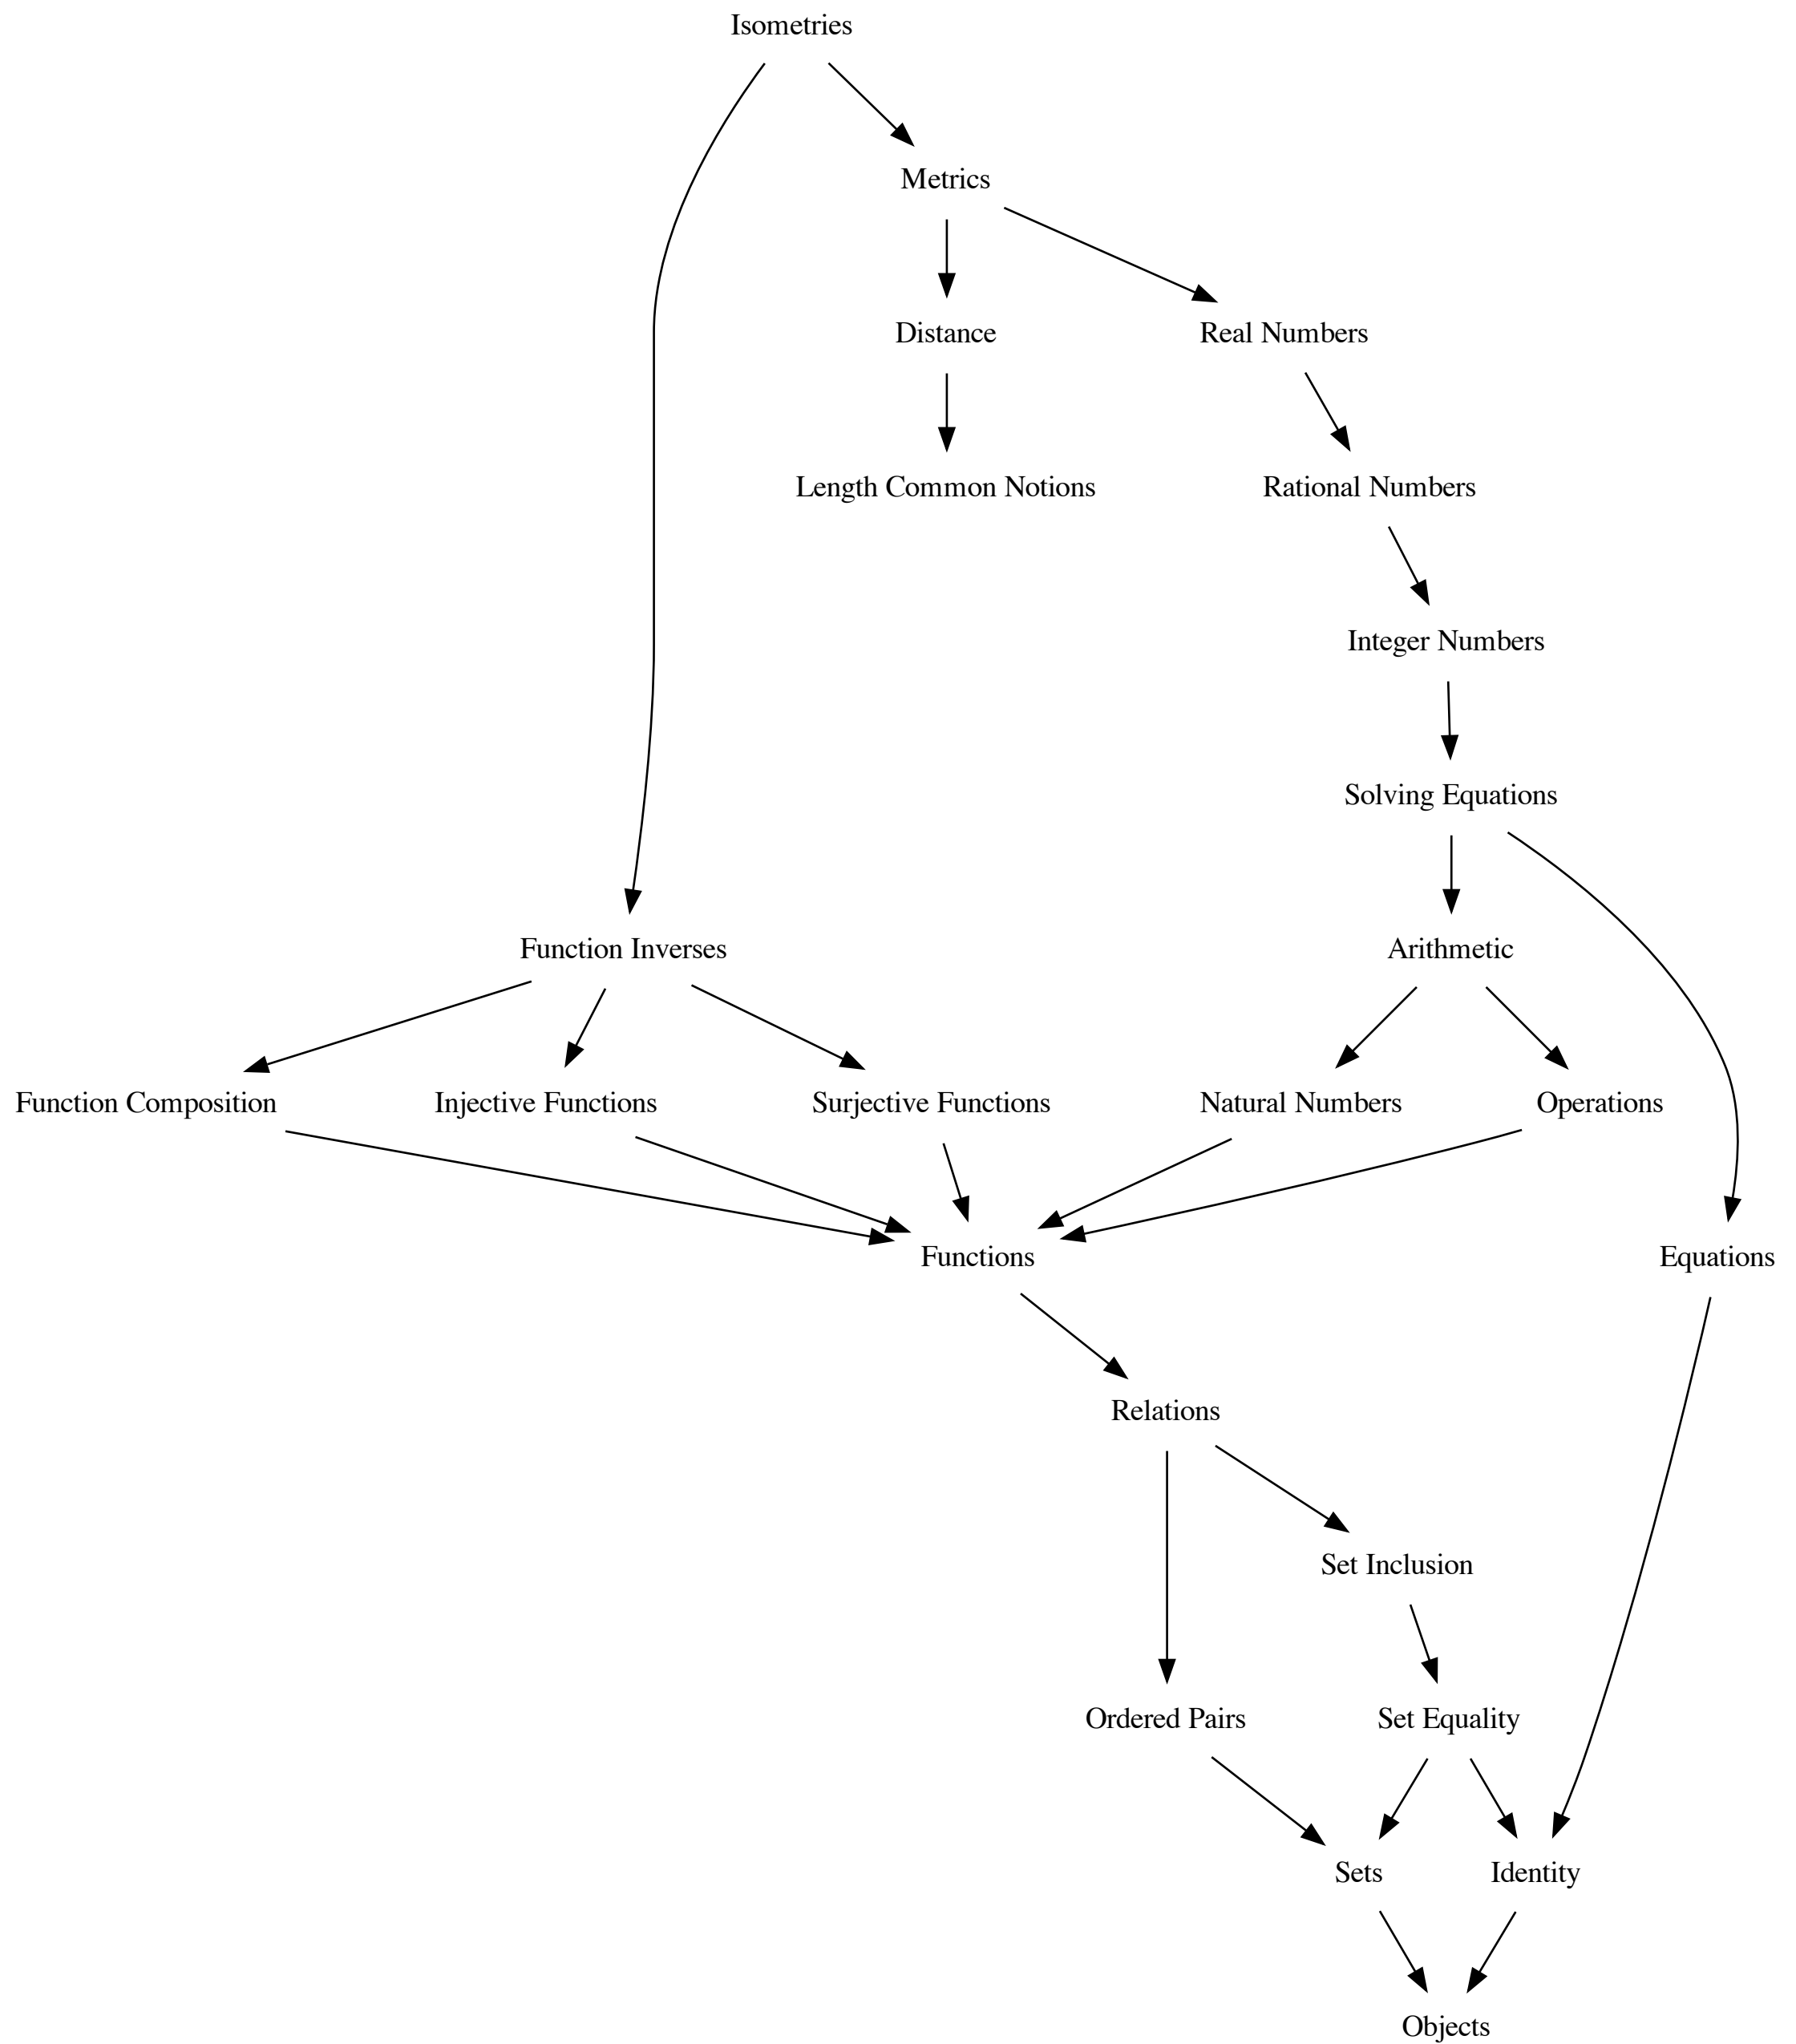 Isometries
Metrics
Distance
Real Numbers
Length Common Notions
Rational Numbers
Integer Numbers
Solving Equations
Function Inverses
Arithmetic
Function Composition
Injective Functions
Surjective Functions
Natural Numbers
Operations
Functions
Equations
Relations
Set Inclusion
Ordered Pairs
Set Equality
Sets
Identity
Objects